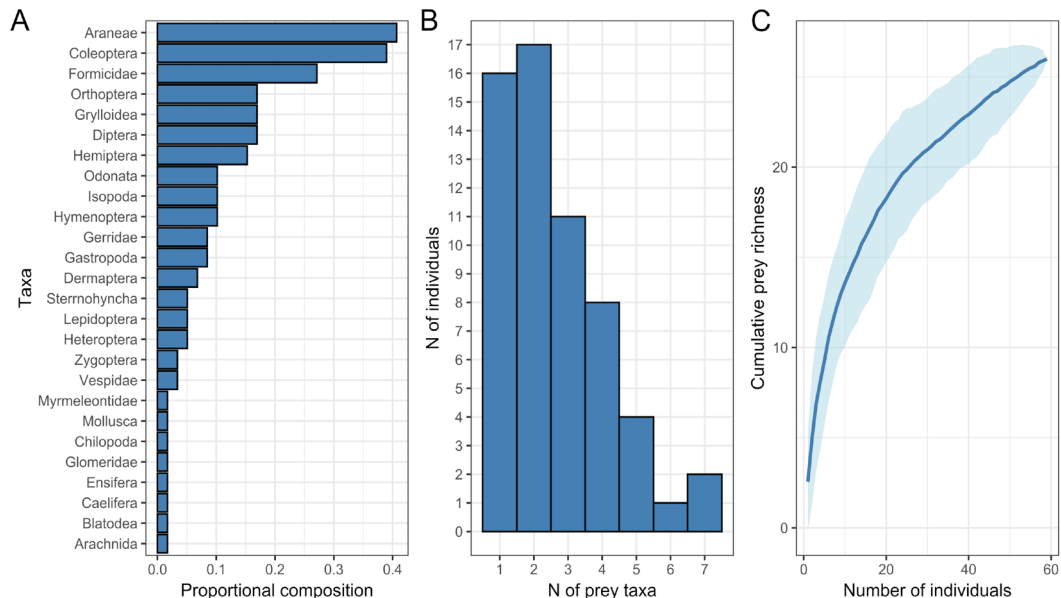 A
Taxa
Araneae
Coleoptera
Formicidae
Orthoptera
Grylloidea
Diptera
Hemiptera
Odonata
Isopoda
Hymenoptera
Gerridae
Gastropoda
Dermaptera
Sterrnohyncha
Lepidoptera
Heteroptera
Zygoptera
Vespidae
Myrmeleontidae
Mollusca
Chilopoda
Glomeridae
Ensifera
Caelifera
Blatodea
Arachnida
0.0 0.1 0.2 0.3 0.4
Proportional composition
B
N of individuals
17
16
15
14
13
12
11
10
9
8
7
6
5
4
3
2
1
0
1 2 3 4 5 6 7
N of prey taxa
C
Cumulative prey richness
20
10
0
0 20 40 60
Number of individuals